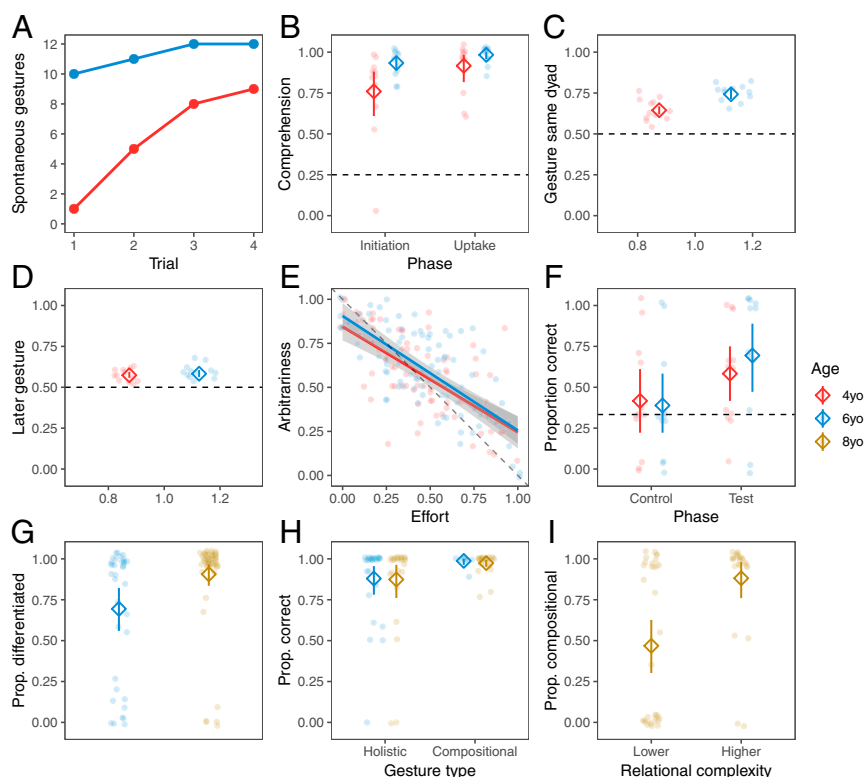 A
Spontaneous gestures
12
10
8
6
4
2
0
1 2 3 4
Trial
B
Comprehension
1.00
0.75
0.50
0.25
0.00
Initiation Uptake
Phase
C
Gesture same dyad
1.00
0.75
0.50
0.25
0.00
0.8 1.0 1.2
D
Later gesture
1.00
0.75
0.50
0.25
0.00
0.8 1.0 1.2
E
Arbitrariness
1.00
0.75
0.50
0.25
0.00
0.00 0.25 0.50 0.75 1.00
Effort
F
Proportion correct
1.00
0.75
0.50
0.25
0.00
Control Test
Phase
Age
4yo
6yo
8yo
G
Prop. differentiated
1.00
0.75
0.50
0.25
0.00
H
Prop. correct
1.00
0.75
0.50
0.25
0.00
Holistic Compositional
Gesture type
I
Prop. compositional
1.00
0.75
0.50
0.25
0.00
Lower Higher
Relational complexity